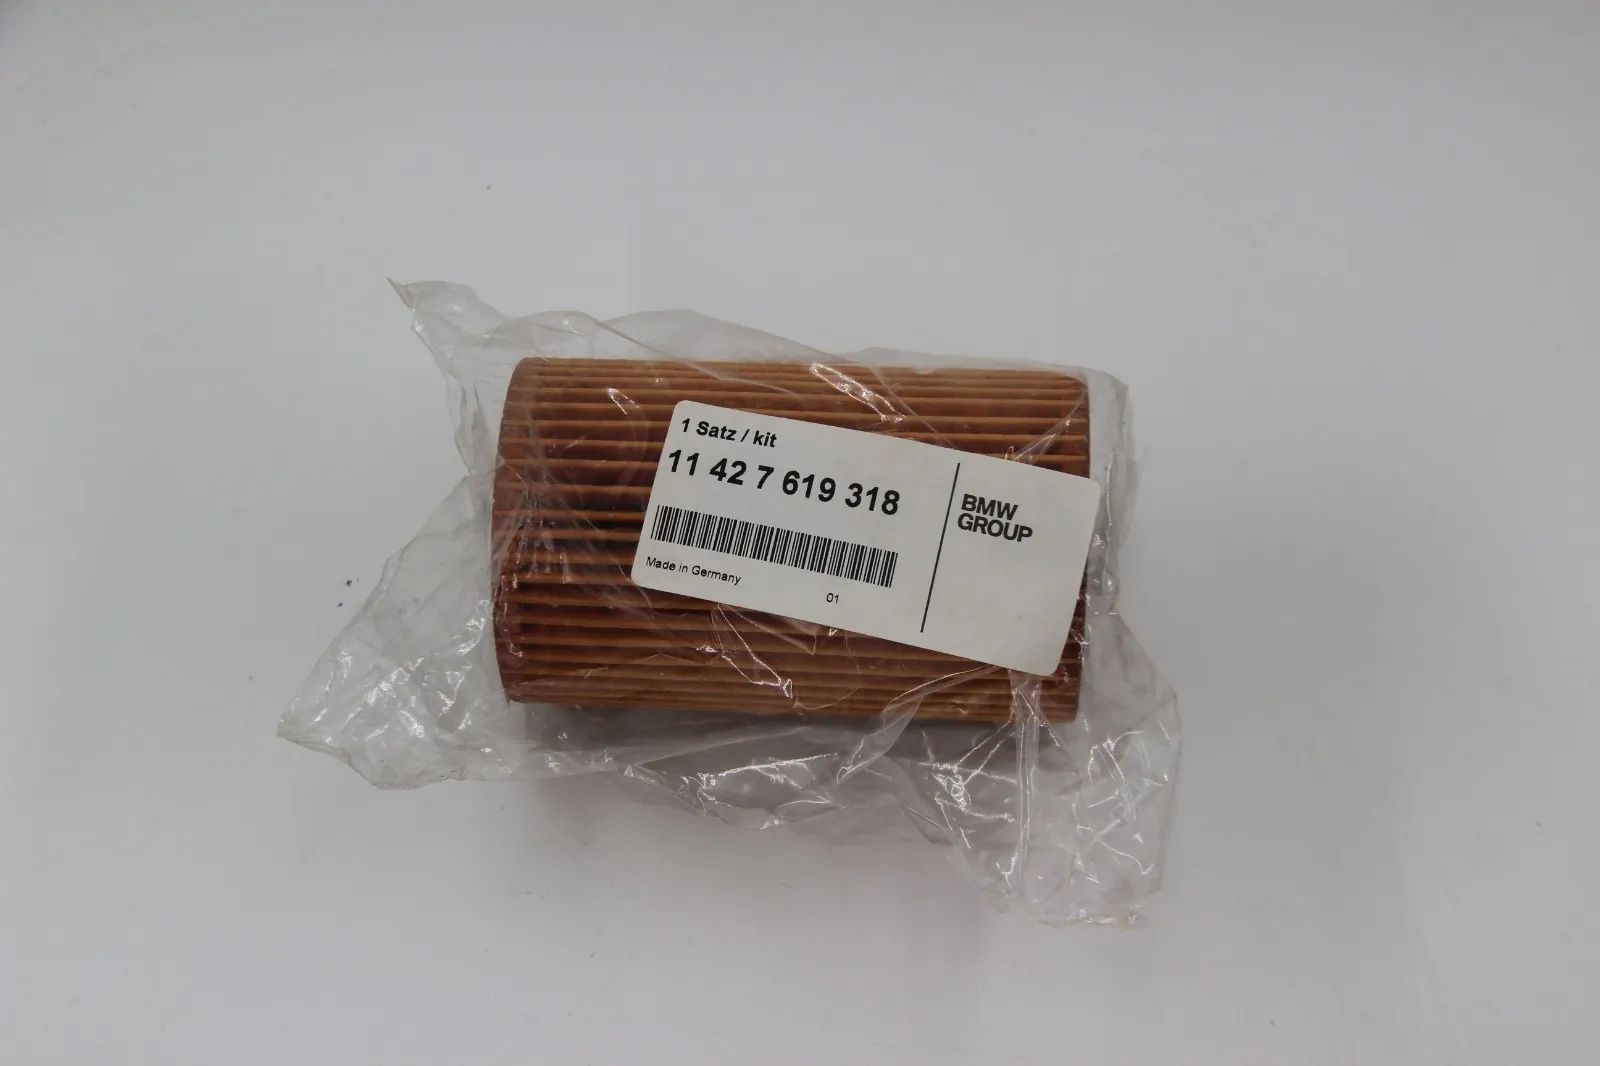 1 Satz / kit
11 42 7 619 318
Made in Germany
01
BMW
GROUP